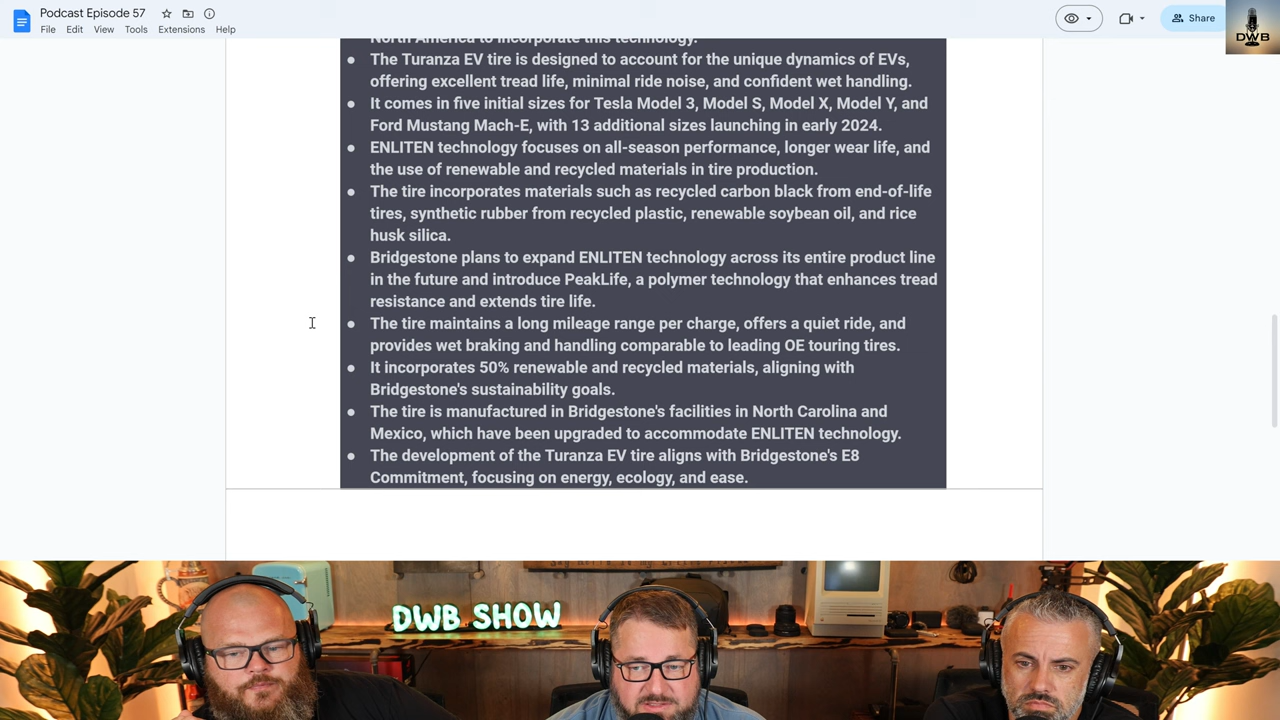 Podcast Episode 57
File Edit View Tools Extensions Help
Share
DWB
North America to incorporate this technology.
● The Turanza EV tire is designed to account for the unique dynamics of EVs,
offering excellent tread life, minimal ride noise, and confident wet handling.
● It comes in five initial sizes for Tesla Model 3, Model S, Model X, Model Y, and
Ford Mustang Mach-E, with 13 additional sizes launching in early 2024.
● ENLITEN technology focuses on all-season performance, longer wear life, and
the use of renewable and recycled materials in tire production.
● The tire incorporates materials such as recycled carbon black from end-of-life
tires, synthetic rubber from recycled plastic, renewable soybean oil, and rice
husk silica.
● Bridgestone plans to expand ENLITEN technology across its entire product line
in the future and introduce PeakLife, a polymer technology that enhances tread
resistance and extends tire life.
● The tire maintains a long mileage range per charge, offers a quiet ride, and
provides wet braking and handling comparable to leading OE touring tires.
● It incorporates 50% renewable and recycled materials, aligning with
Bridgestone's sustainability goals.
● The tire is manufactured in Bridgestone's facilities in North Carolina and
Mexico, which have been upgraded to accommodate ENLITEN technology.
● The development of the Turanza EV tire aligns with Bridgestone's E8
Commitment, focusing on energy, ecology, and ease.
DWB SHOW